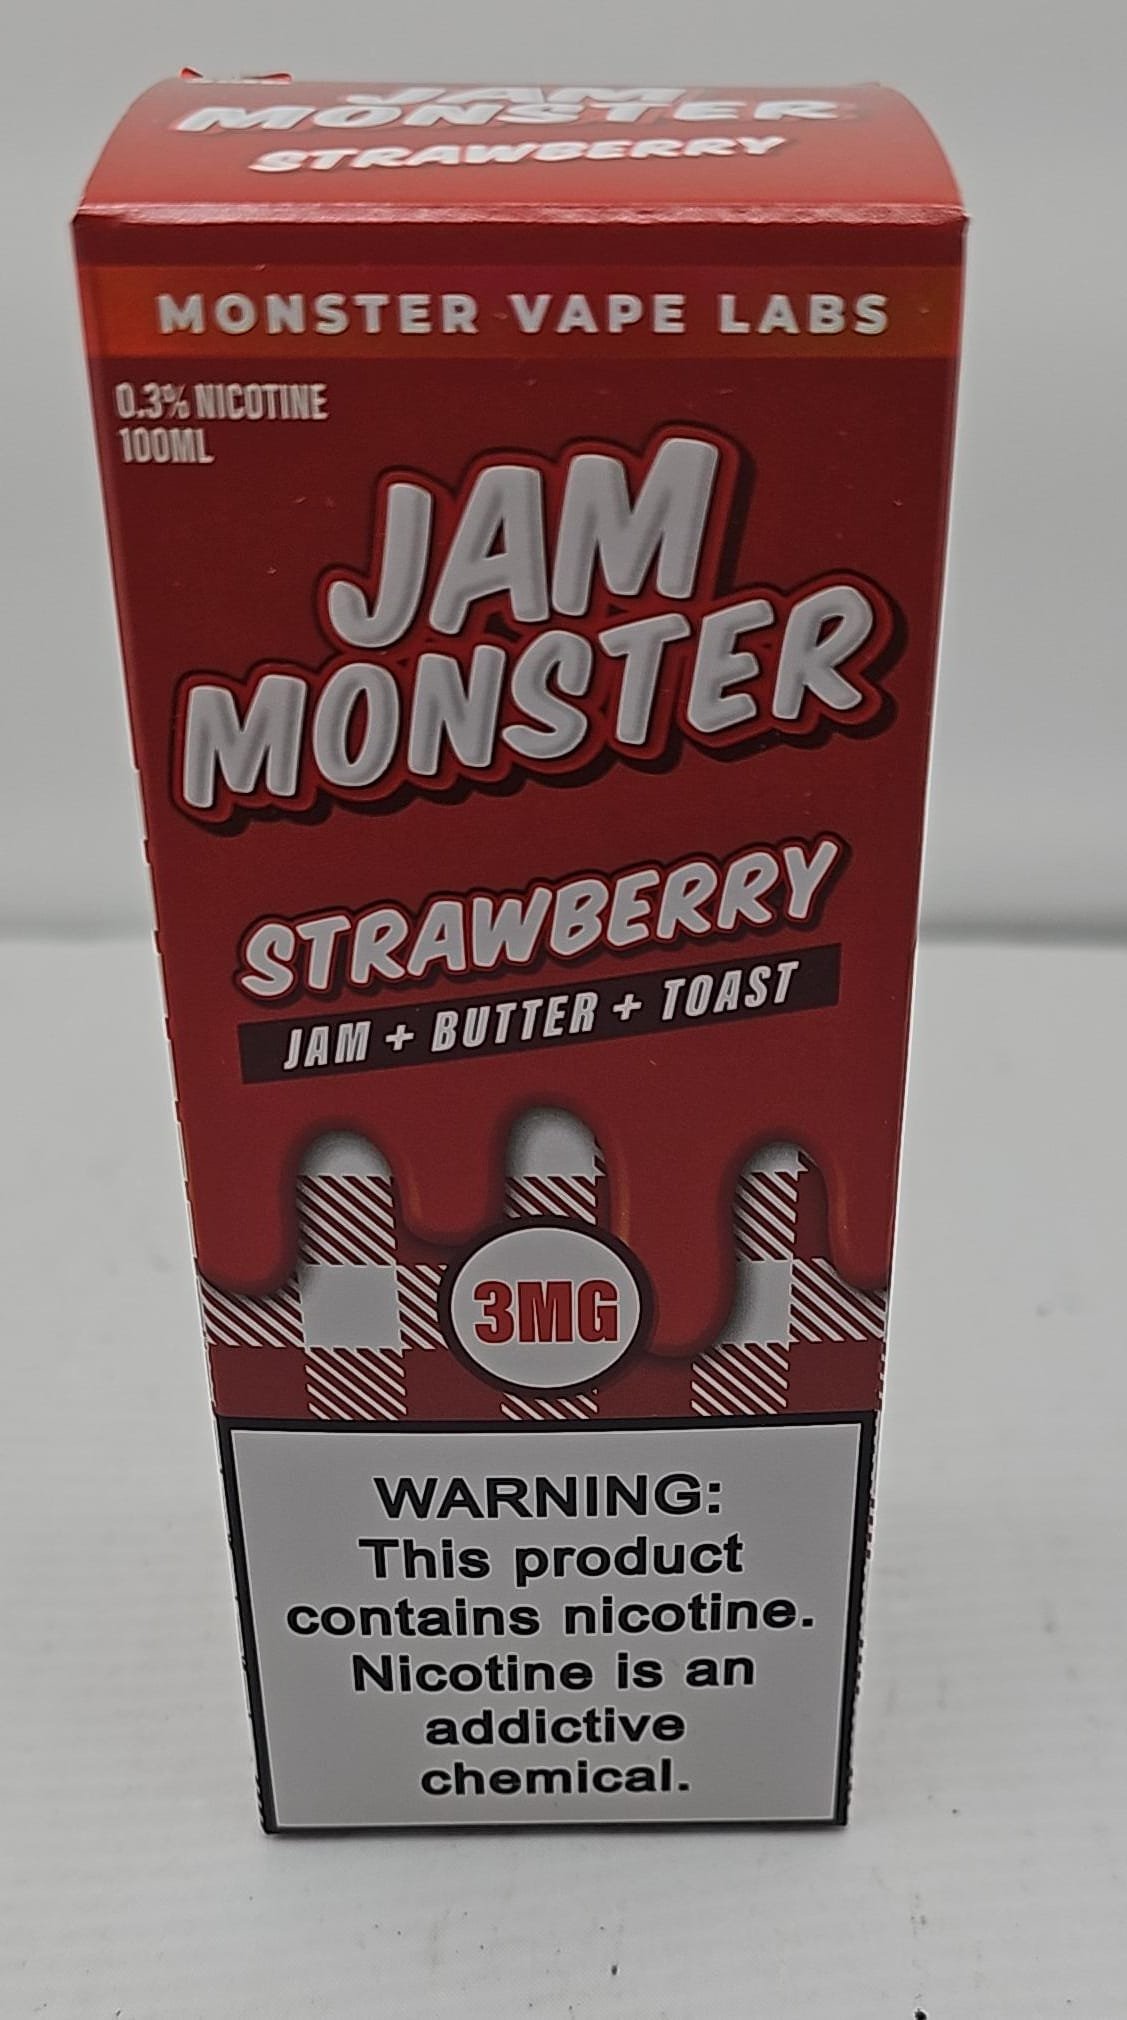 JAM
MONSTER
STRAWBERRY
MONSTER VAPE LABS
0.3% NICOTINE
100ML
JAM
MONSTER
STRAWBERRY
JAM + BUTTER + TOAST
3MG
WARNING:
This product
contains nicotine.
Nicotine is an
addictive
chemical.